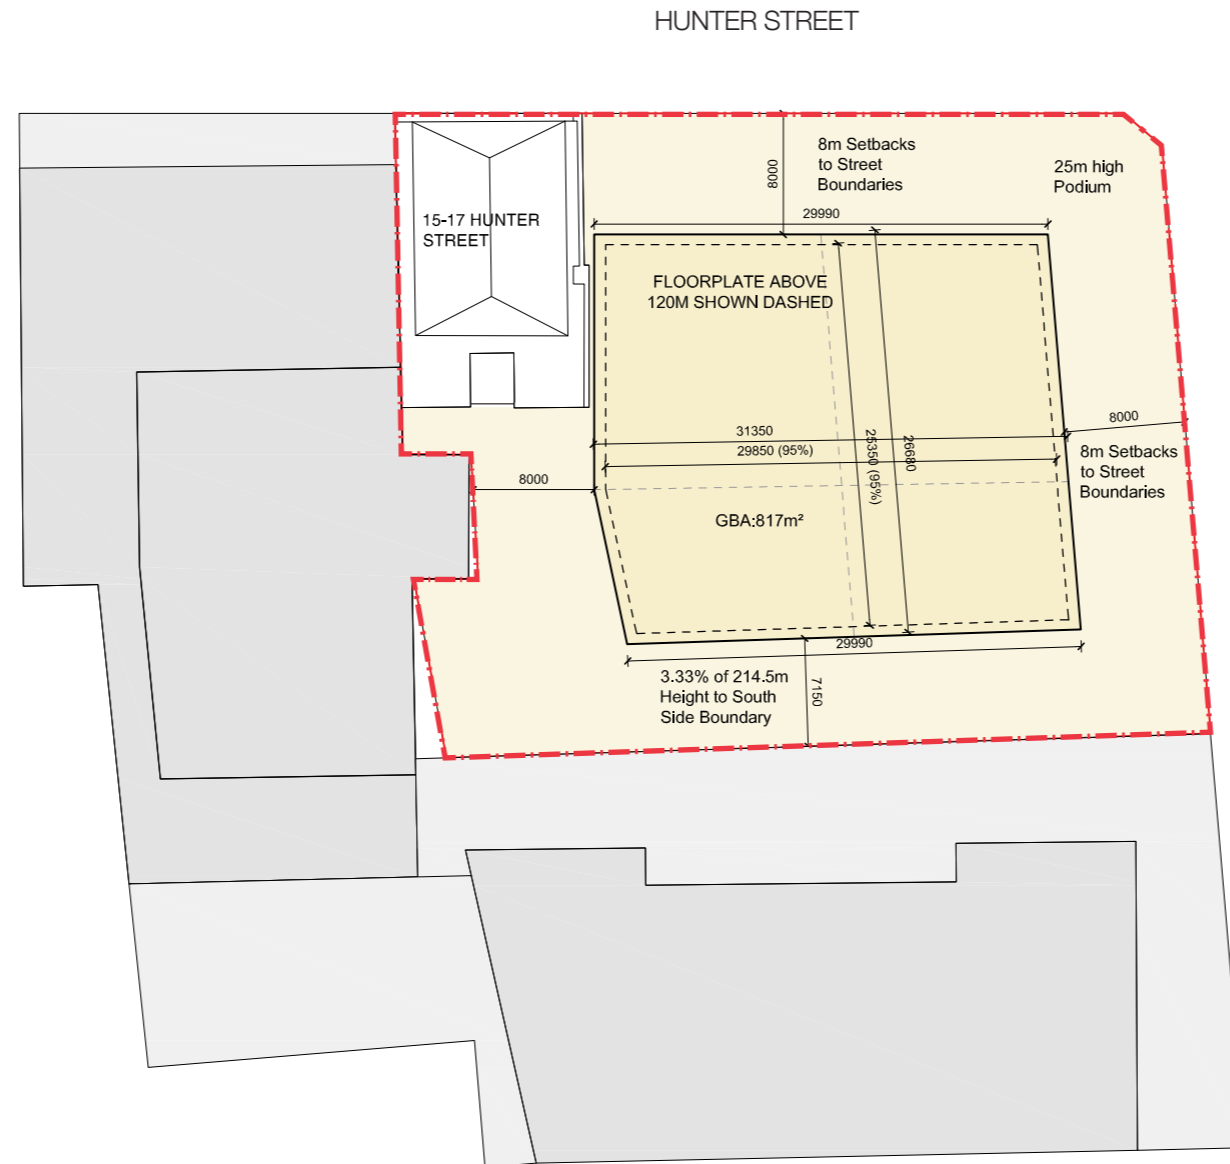 HUNTER STREET
8m Setbacks
to Street
Boundaries
8000
25m high
Podium
15-17 HUNTER
STREET
29990
FLOORPLATE ABOVE
120M SHOWN DASHED
8000
31350
29850 (95%)
25350 (95%)
26680
8m Setbacks
to Street
Boundaries
8000
GBA:817m²
29990
3.33% of 214.5m
Height to South
Side Boundary
7150